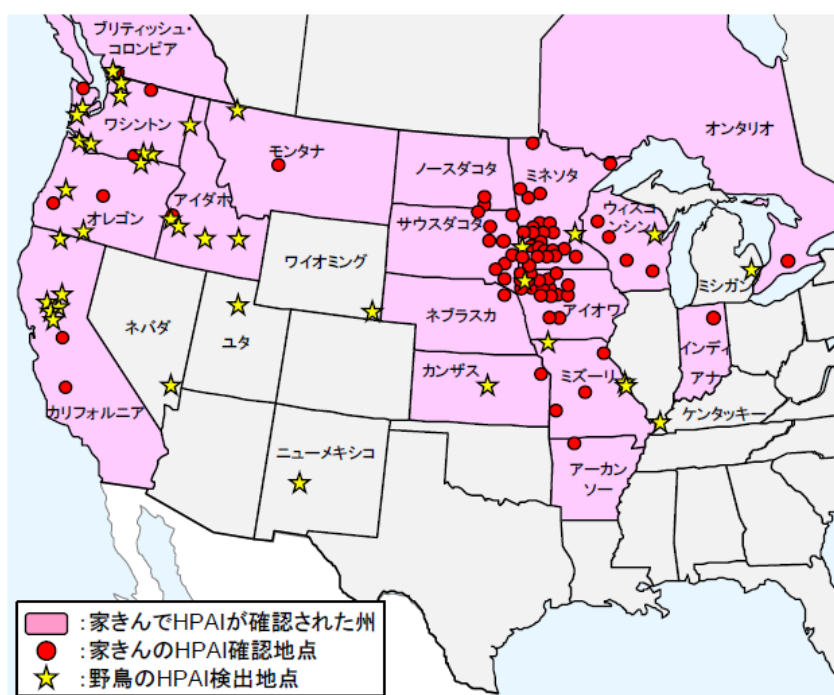 ブリティッシュ・
コロンビア
ワシントン
モンタナ
ノースダコタ
ミネソタ
オンタリオ
オレゴン
アイダホ
サウスダコタ
ウィスコ
ンシン
ワイオミング
ミシガン
ネバダ
ユタ
ネブラスカ
アイオワ
インディ
アナ
カンザス
ミズーリ
カリフォルニア
ケンタッキー
ニューメキシコ
アーカン
ソー
:家きんでHPAIが確認された州
:家きんのHPAI確認地点
:野鳥のHPAI検出地点